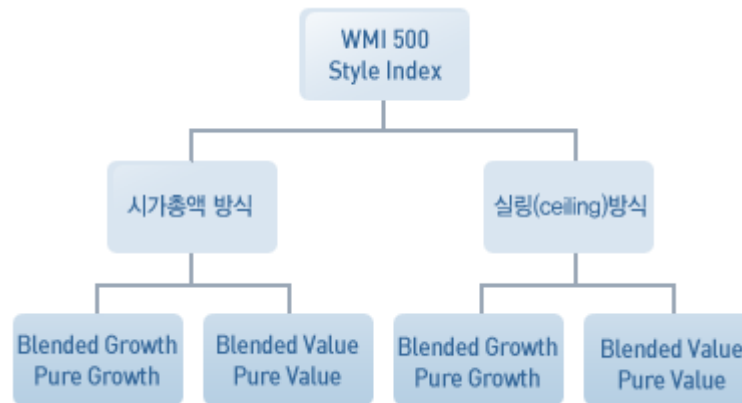 WMI 500
Style Index
시가총액 방식
실링(ceiling)방식
Blended Growth
Pure Growth
Blended Value
Pure Value
Blended Growth
Pure Growth
Blended Value
Pure Value